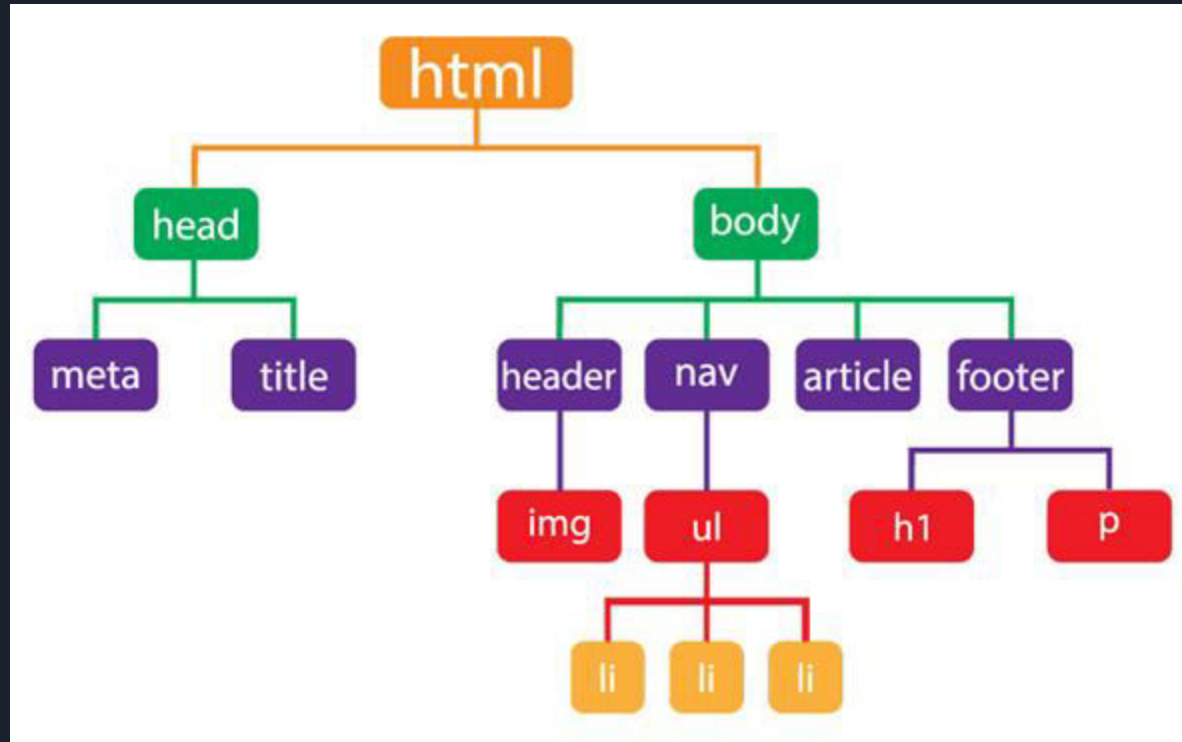 html
head
body
meta
title
header
nav
article
footer
img
ul
h1
p
li
li
li